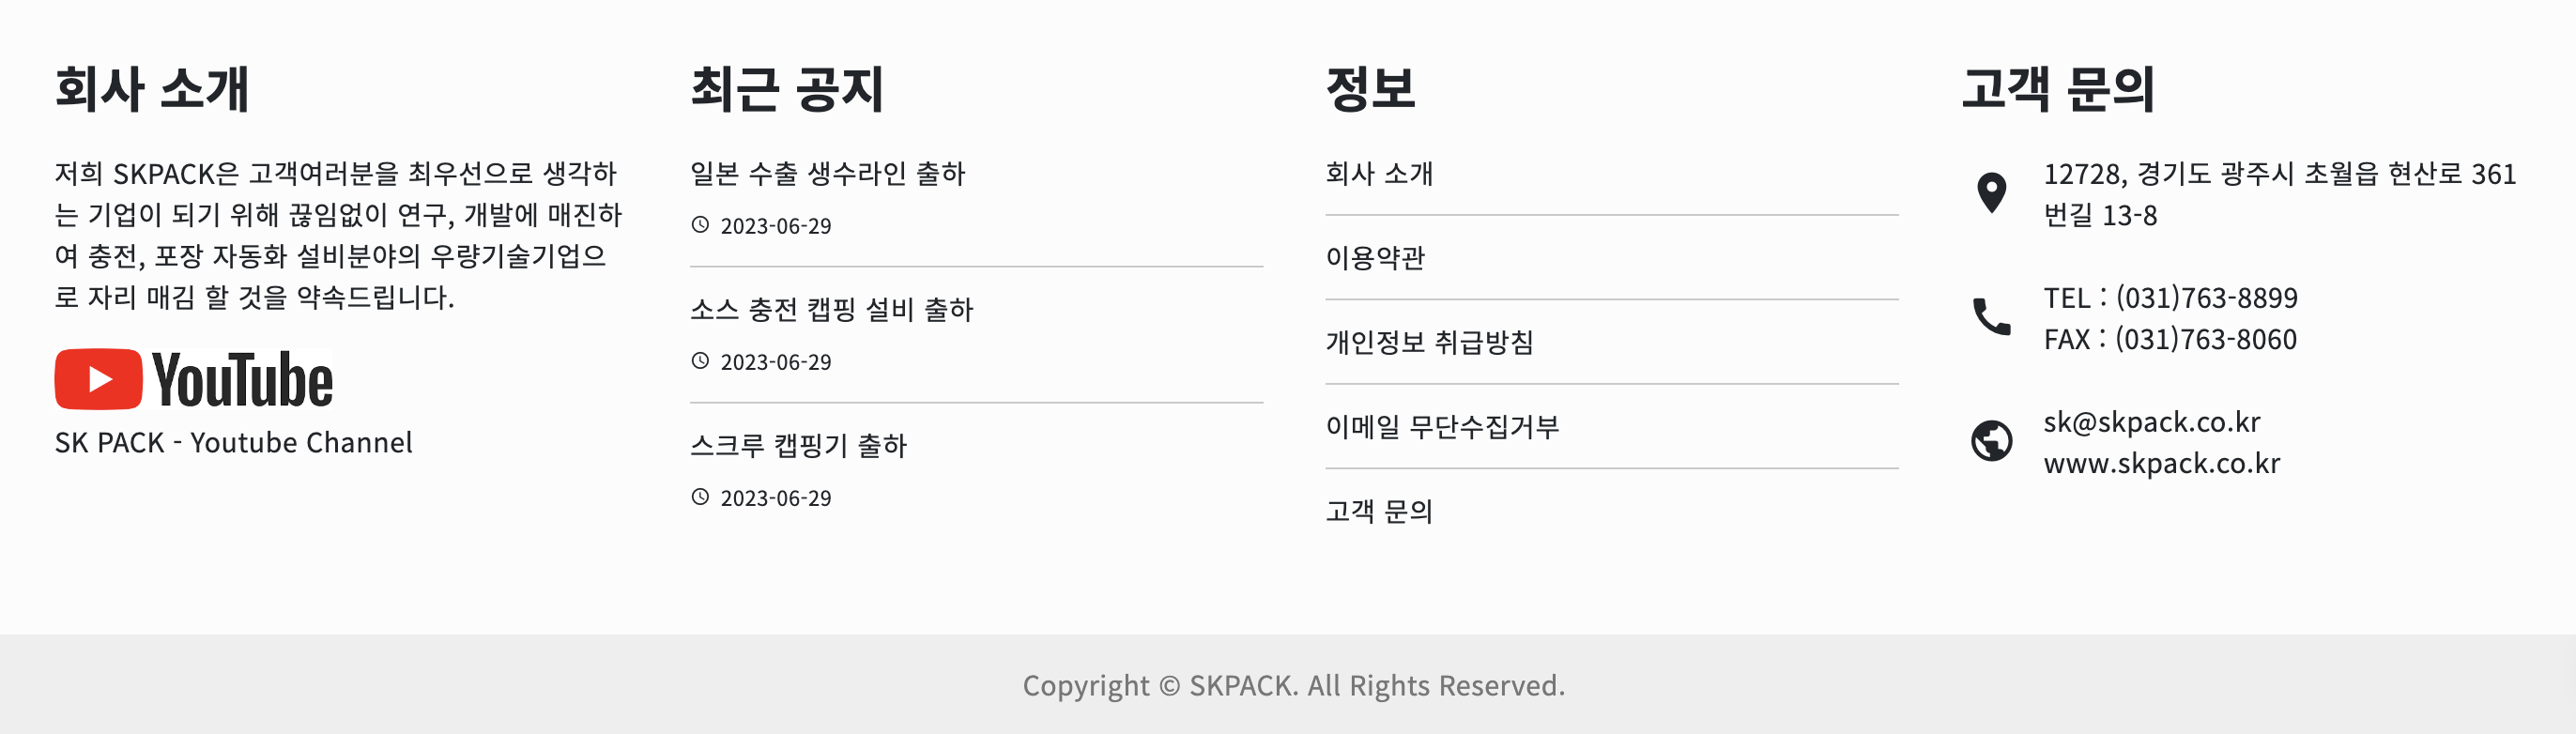 회사 소개
저희 SKPACK은 고객여러분을 최우선으로 생각하
는 기업이 되기 위해 끊임없이 연구, 개발에 매진하
여 충전, 포장 자동화 설비분야의 우량기술기업으
로 자리 매김 할 것을 약속드립니다.
YouTube
SK PACK - Youtube Channel
최근 공지
일본 수출 생수라인 출하
2023-06-29
소스 충전 캡핑 설비 출하
2023-06-29
스크루 캡핑기 출하
2023-06-29
정보
회사 소개
이용약관
개인정보 취급방침
이메일 무단수집거부
고객 문의
고객 문의
12728, 경기도 광주시 초월읍 현산로 361
번길 13-8
TEL : (031)763-8899
FAX : (031)763-8060
sk@skpack.co.kr
www.skpack.co.kr
Copyright © SKPACK. All Rights Reserved.